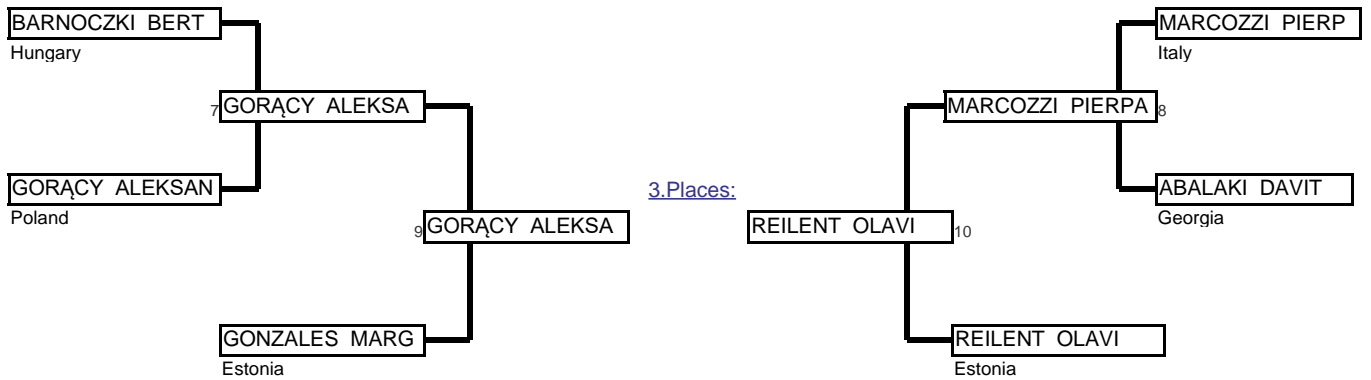 BARNOCZKI BERT
Hungary
7 GORĄCY ALEKSA
GORĄCY ALEKSAN
Poland
9 GORĄCY ALEKSA
GONZALES MARG
Estonia
3.Places:
MARCOZZI PIERP
Italy
MARCOZZI PIERPA 8
ABALAKI DAVIT
Georgia
REILENT OLAVI 10
REILENT OLAVI
Estonia